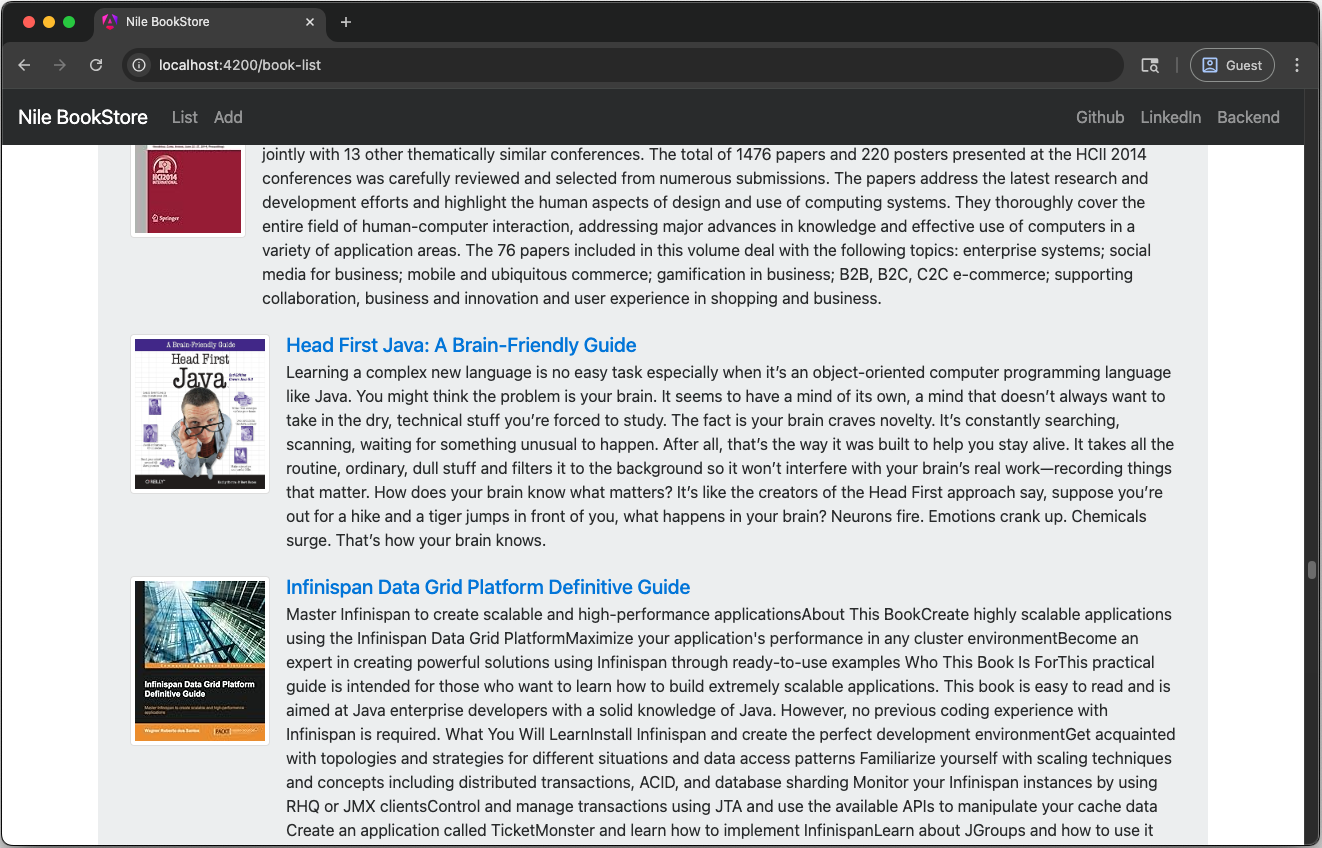 Nile BookStore
localhost:4200/book-list
Guest
Nile BookStore List Add Github LinkedIn Backend
HCI2014
INTERNATIONAL
Springer
jointly with 13 other thematically similar conferences. The total of 1476 papers and 220 posters presented at the HCII 2014
conferences was carefully reviewed and selected from numerous submissions. The papers address the latest research and
development efforts and highlight the human aspects of design and use of computing systems. They thoroughly cover the
entire field of human-computer interaction, addressing major advances in knowledge and effective use of computers in a
variety of application areas. The 76 papers included in this volume deal with the following topics: enterprise systems; social
media for business; mobile and ubiquitous commerce; gamification in business; B2B, B2C, C2C e-commerce; supporting
collaboration, business and innovation and user experience in shopping and business.
A Brain-Friendly Guide
Head First
Java
O'REILLY
Head First Java: A Brain-Friendly Guide
Learning a complex new language is no easy task especially when it’s an object-oriented computer programming language
like Java. You might think the problem is your brain. It seems to have a mind of its own, a mind that doesn’t always want to
take in the dry, technical stuff you’re forced to study. The fact is your brain craves novelty. It’s constantly searching,
scanning, waiting for something unusual to happen. After all, that’s the way it was built to help you stay alive. It takes all the
routine, ordinary, dull stuff and filters it to the background so it won’t interfere with your brain’s real work—recording things
that matter. How does your brain know what matters? It’s like the creators of the Head First approach say, suppose you’re
out for a hike and a tiger jumps in front of you, what happens in your brain? Neurons fire. Emotions crank up. Chemicals
surge. That’s how your brain knows.
Infinispan Data Grid Platform
Definitive Guide
Master Infinispan to create scalable and high-performance
applications
Wagner Roberto dos Santos
PACKT
Infinispan Data Grid Platform Definitive Guide
Master Infinispan to create scalable and high-performance applicationsAbout This BookCreate highly scalable applications
using the Infinispan Data Grid PlatformMaximize your application's performance in any cluster environmentBecome an
expert in creating powerful solutions using Infinispan through ready-to-use examples Who This Book Is ForThis practical
guide is intended for those who want to learn how to build extremely scalable applications. This book is easy to read and is
aimed at Java enterprise developers with a solid knowledge of Java. However, no previous coding experience with
Infinispan is required. What You Will LearnInstall Infinispan and create the perfect development environmentGet acquainted
with topologies and strategies for different situations and data access patterns Familiarize yourself with scaling techniques
and concepts including distributed transactions, ACID, and database sharding Monitor your Infinispan instances by using
RHQ or JMX clientsControl and manage transactions using JTA and use the available APIs to manipulate your cache data
Create an application called TicketMonster and learn how to implement InfinispanLearn about JGroups and how to use it